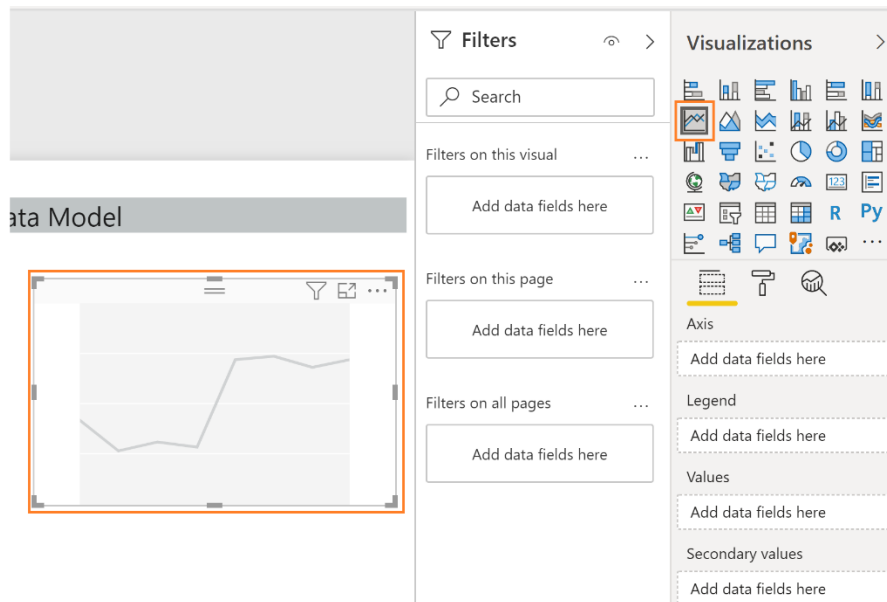 ata Model
Filters
Search
Filters on this visual
Add data fields here
Filters on this page
Add data fields here
Filters on all pages
Add data fields here
Visualizations
123
R Py
Axis
Add data fields here
Legend
Add data fields here
Values
Add data fields here
Secondary values
Add data fields here